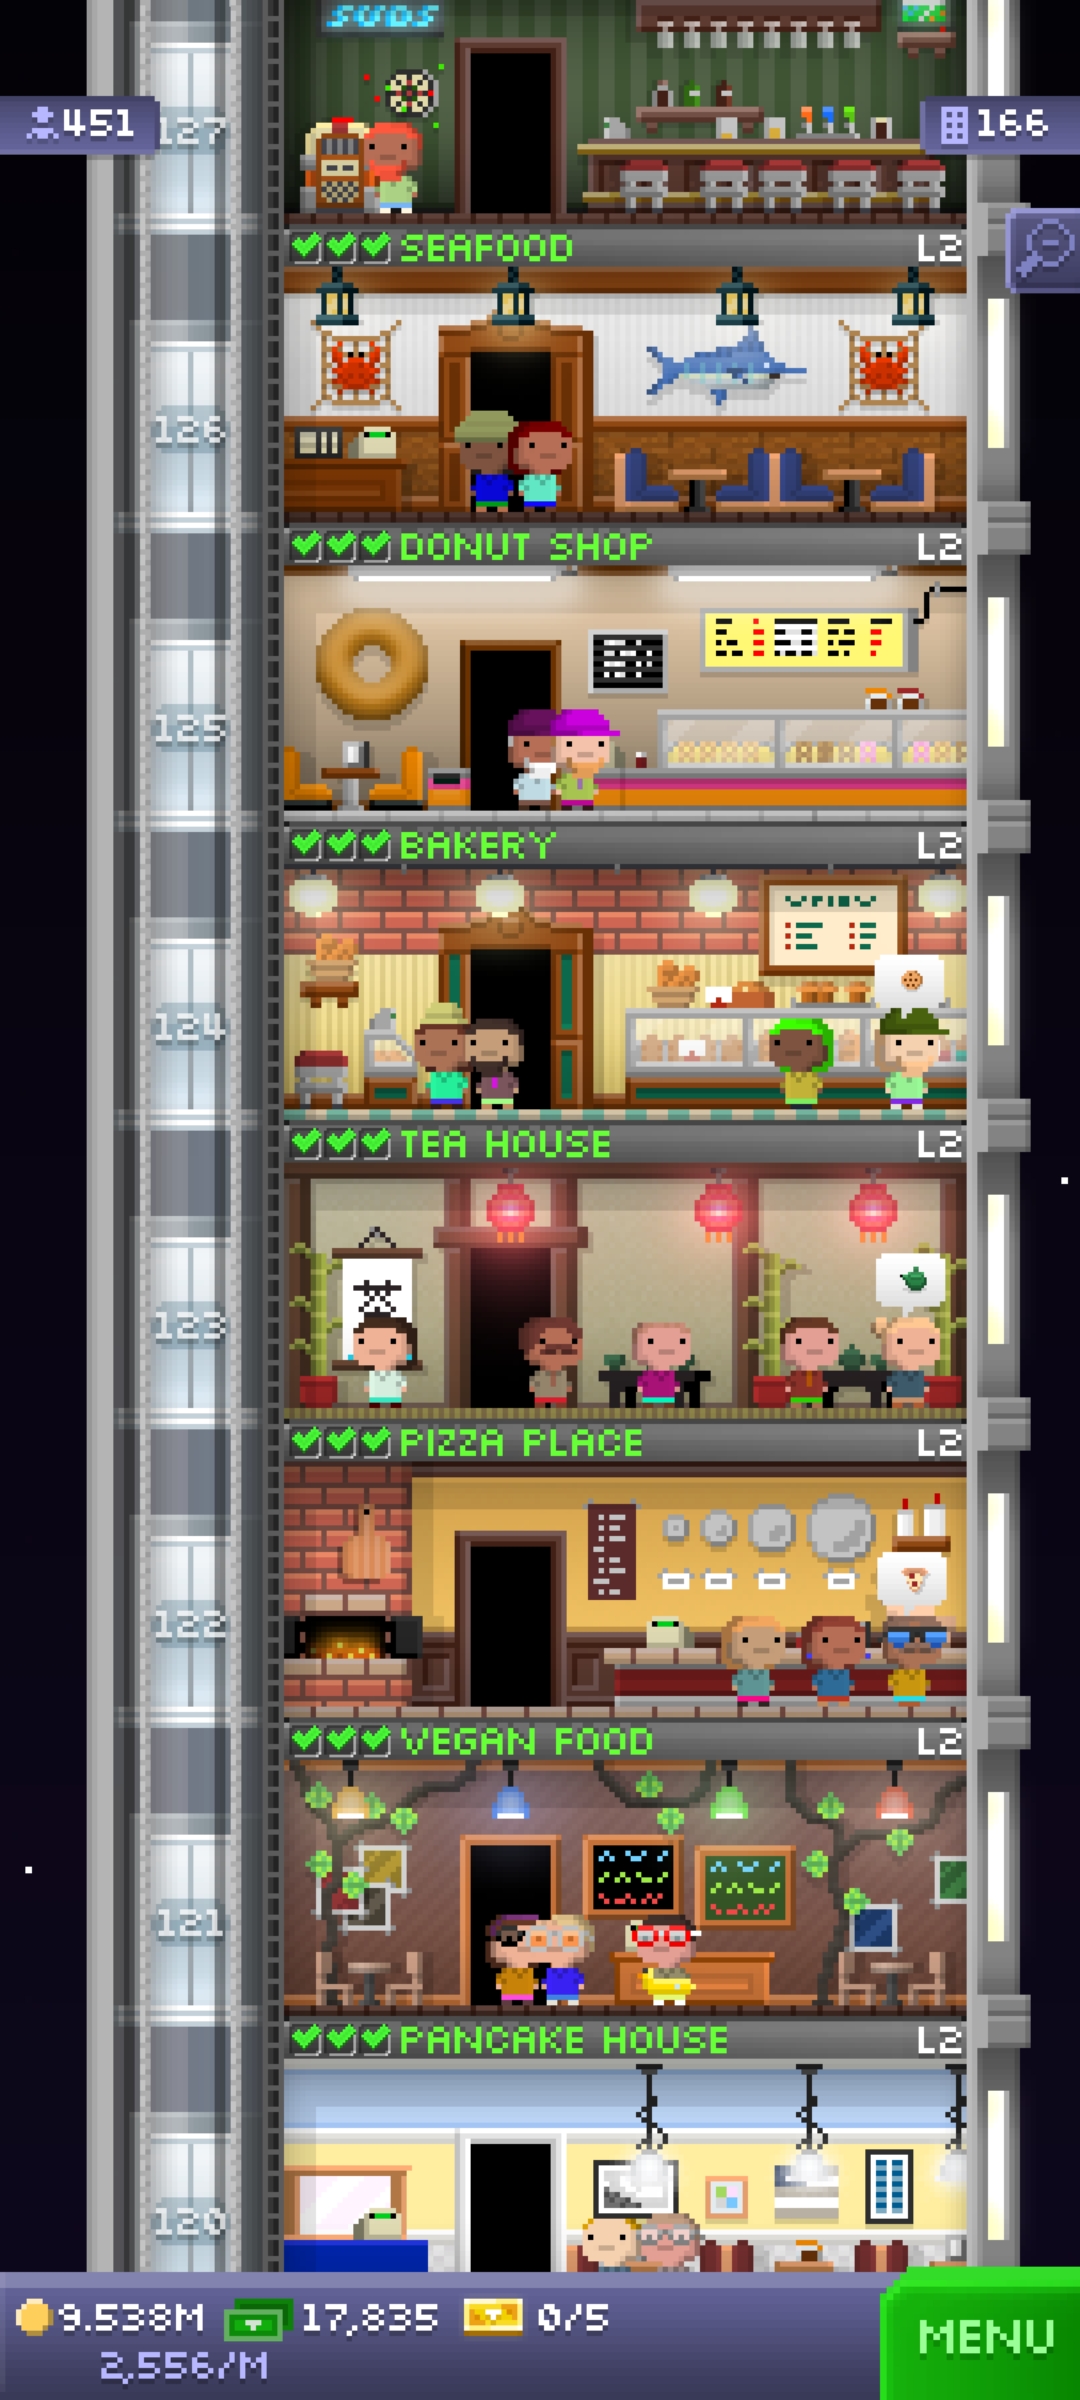 SUDS
451
127
166
SEAFOOD L2
126
DONUT SHOP L2
125
BAKERY L2
124
TEA HOUSE L2
123
PIZZA PLACE L2
122
VEGAN FOOD L2
121
PANCAKE HOUSE L2
120
9.538M 17,835 0/5
2,556/M
MENU